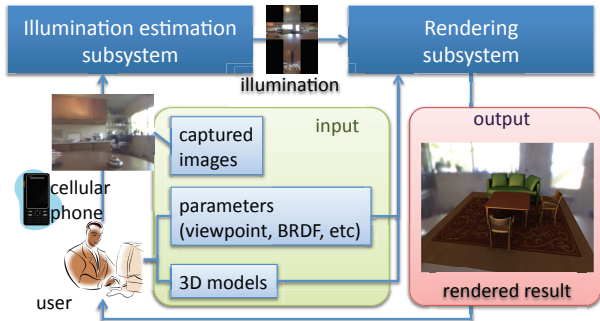 Illumination estimation
subsystem
Rendering
subsystem
illumination
input
output
captured
images
cellular
phone
parameters
(viewpoint, BRDF, etc)
3D models
user
rendered result